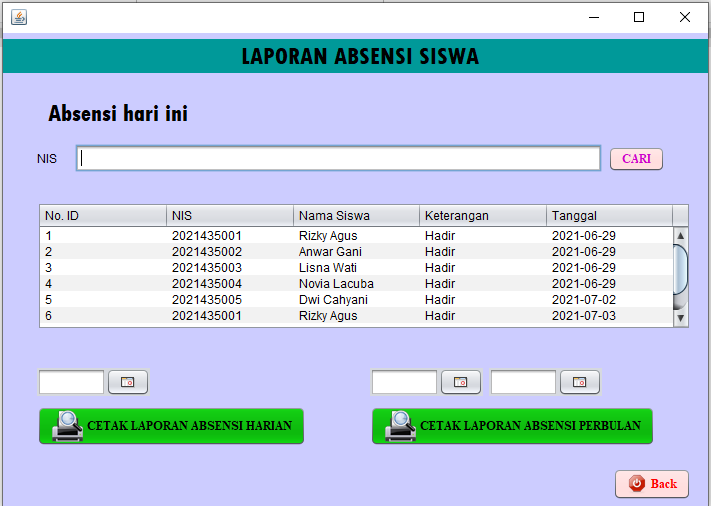 LAPORAN ABSENSI SISWA
Absensi hari ini
NIS CARI
No. ID NIS Nama Siswa Keterangan Tanggal
1 2021435001 Rizky Agus Hadir 2021-06-29
2 2021435002 Anwar Gani Hadir 2021-06-29
3 2021435003 Lisna Wati Hadir 2021-06-29
4 2021435004 Novia Lacuba Hadir 2021-06-29
5 2021435005 Dwi Cahyani Hadir 2021-07-02
6 2021435001 Rizky Agus Hadir 2021-07-03
CETAK LAPORAN ABSENSI HARIAN CETAK LAPORAN ABSENSI PERBULAN
Back